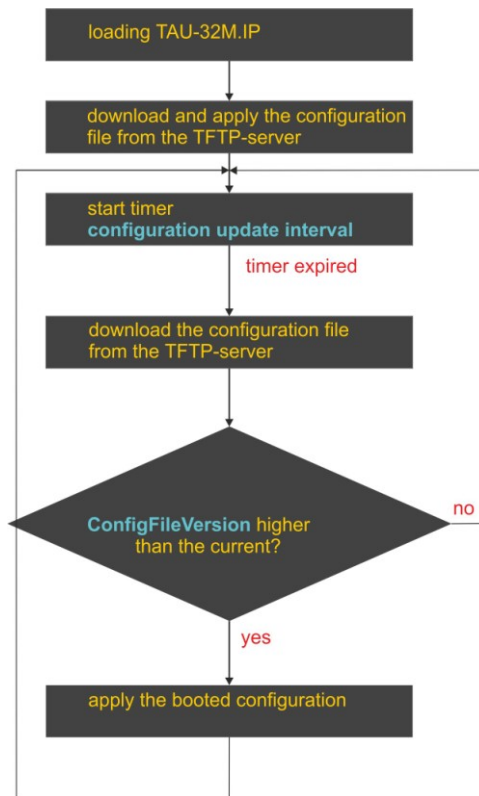 loading TAU-32M.IP
download and apply the configuration
file from the TFTP-server
start timer
configuration update interval
timer expired
download the configuration file
from the TFTP-server
ConfigFileVersion higher
than the current?
no
yes
apply the booted configuration